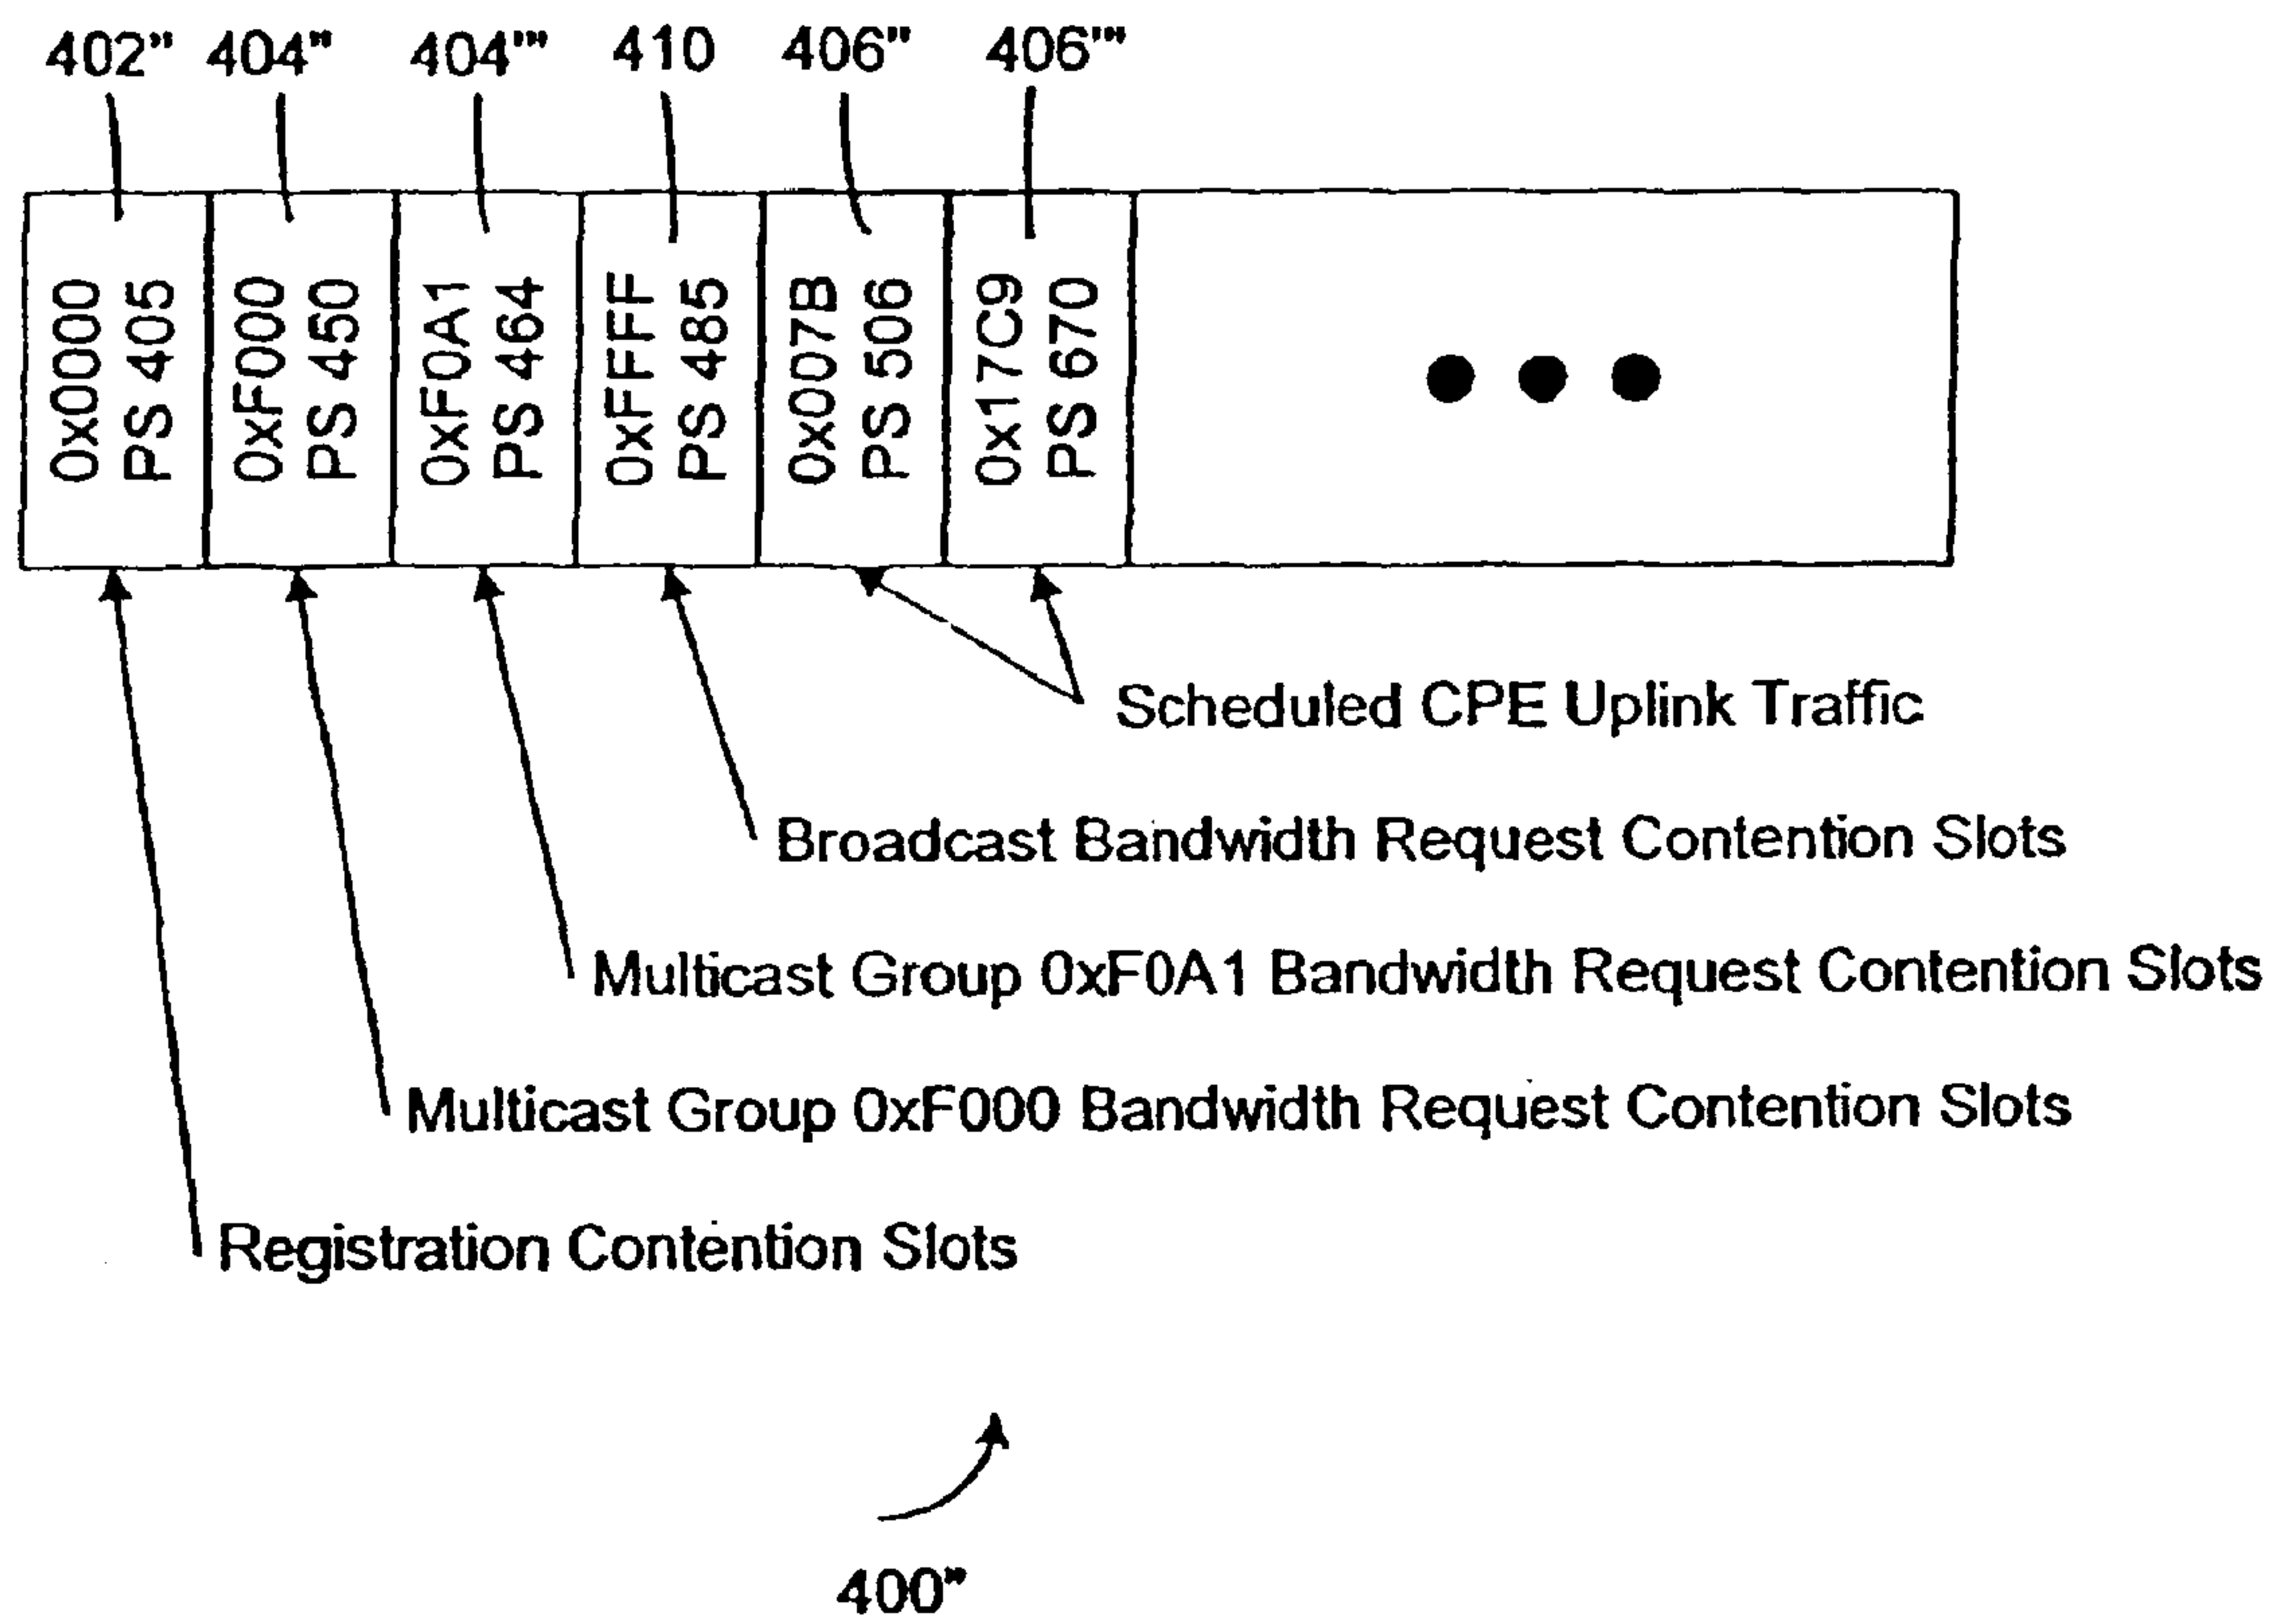 402" 404" 404"' 410 406" 406"'
0x0000
PS 405
0xF000
PS 450
0xF0A1
PS 464
0xFFFF
PS 485
0x007B
PS 506
0x17C9
PS 670
Scheduled CPE Uplink Traffic
Broadcast Bandwidth Request Contention Slots
Multicast Group 0xF0A1 Bandwidth Request Contention Slots
Multicast Group 0xF000 Bandwidth Request Contention Slots
Registration Contention Slots
400"